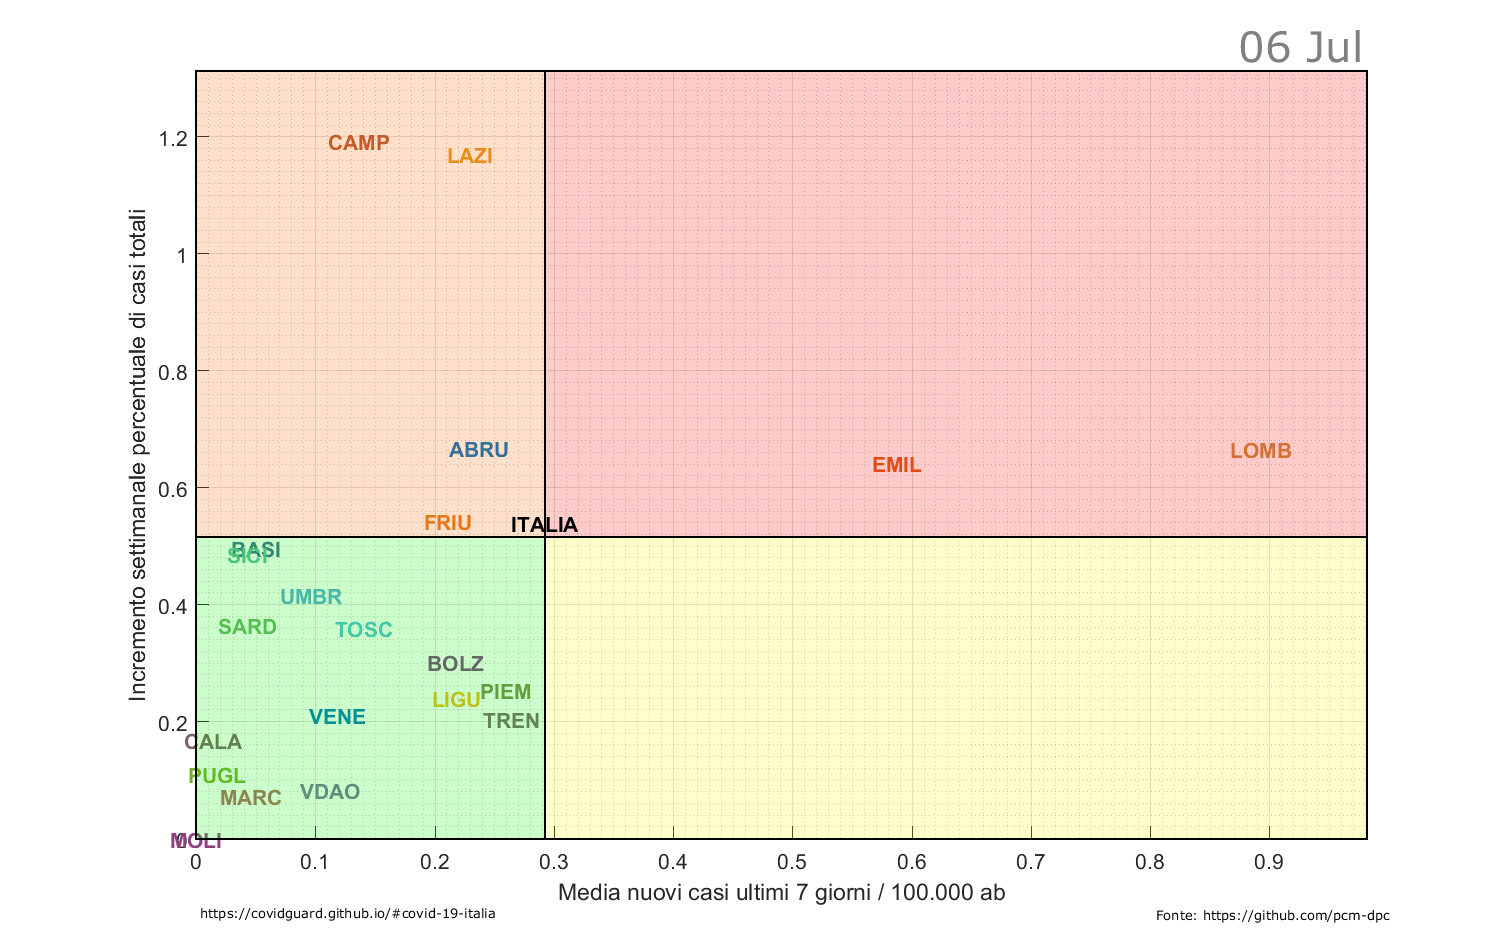 06 Jul
1.2
1
0.8
0.6
0.4
0.2
0
Incremento settimanale percentuale di casi totali
CAMP
LAZI
ABRU
LOMB
EMIL
FRIU
ITALIA
BASI
SICI
UMBR
SARD
TOSC
BOLZ
PIEM
LIGU
VENE
TREN
CALA
PUGL
VDAO
MARC
MOLI
0
0.1
0.2
0.3
0.4
0.5
0.6
0.7
0.8
0.9
Media nuovi casi ultimi 7 giorni / 100.000 ab
https://covidguard.github.io/#covid-19-italia
Fonte: https://github.com/pcm-dpc